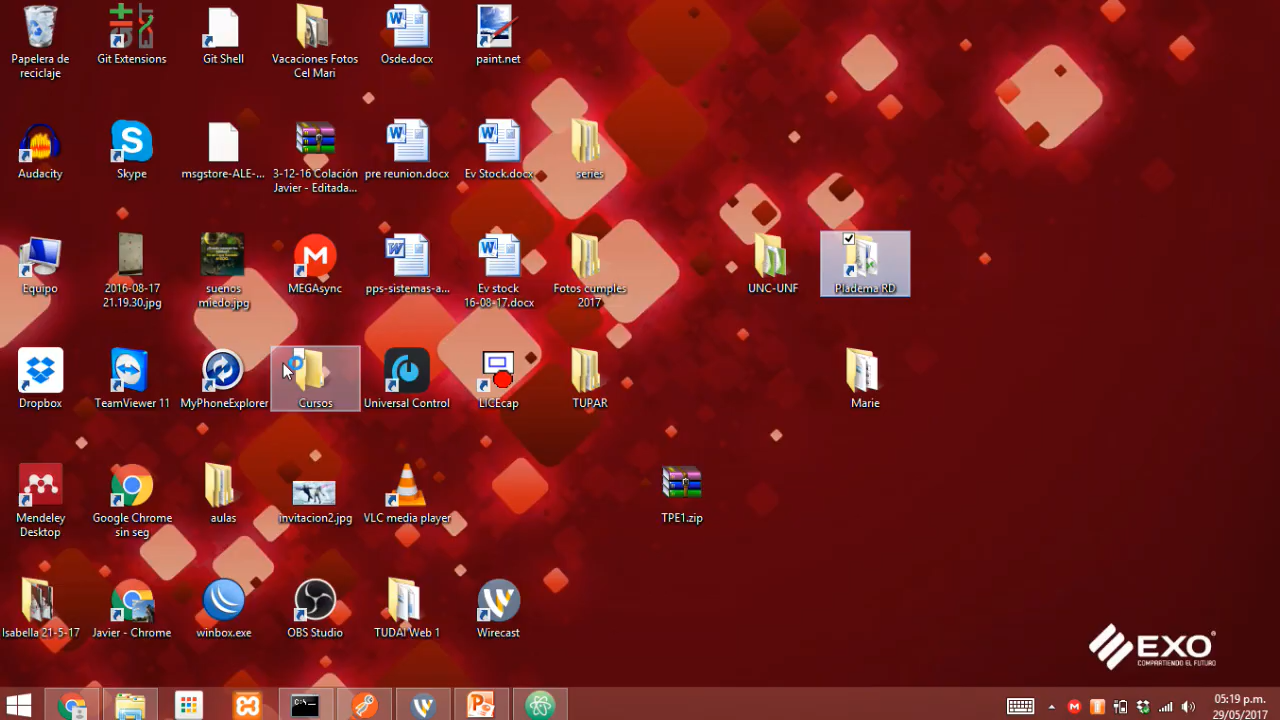 Papelera de
reciclaje
Git Extensions
Git Shell
Vacaciones Fotos
Cel Mari
Osde.docx
paint.net
Audacity
Skype
msgstore-ALE-...
3-12-16 Colación
Javier - Editada...
pre reunion.docx
Ev Stock.docx
series
Equipo
2016-08-17
21.19.30.jpg
suenos
miedo.jpg
MEGAsync
pps-sistemas-a...
Ev stock
16-08-17.docx
Fotos cumples
2017
UNC-UNF
Pladema RD
Dropbox
TeamViewer 11
MyPhoneExplorer
Cursos
Universal Control
LICEcap
TUPAR
Marie
Mendeley
Desktop
Google Chrome
sin seg
aulas
invitacion2.jpg
VLC media player
TPE1.zip
Isabella 21-5-17
Javier - Chrome
winbox.exe
OBS Studio
TUDAI Web 1
Wirecast
EXO
COMPARTIENDO EL FUTURO
05:19 p.m.
29/05/2017